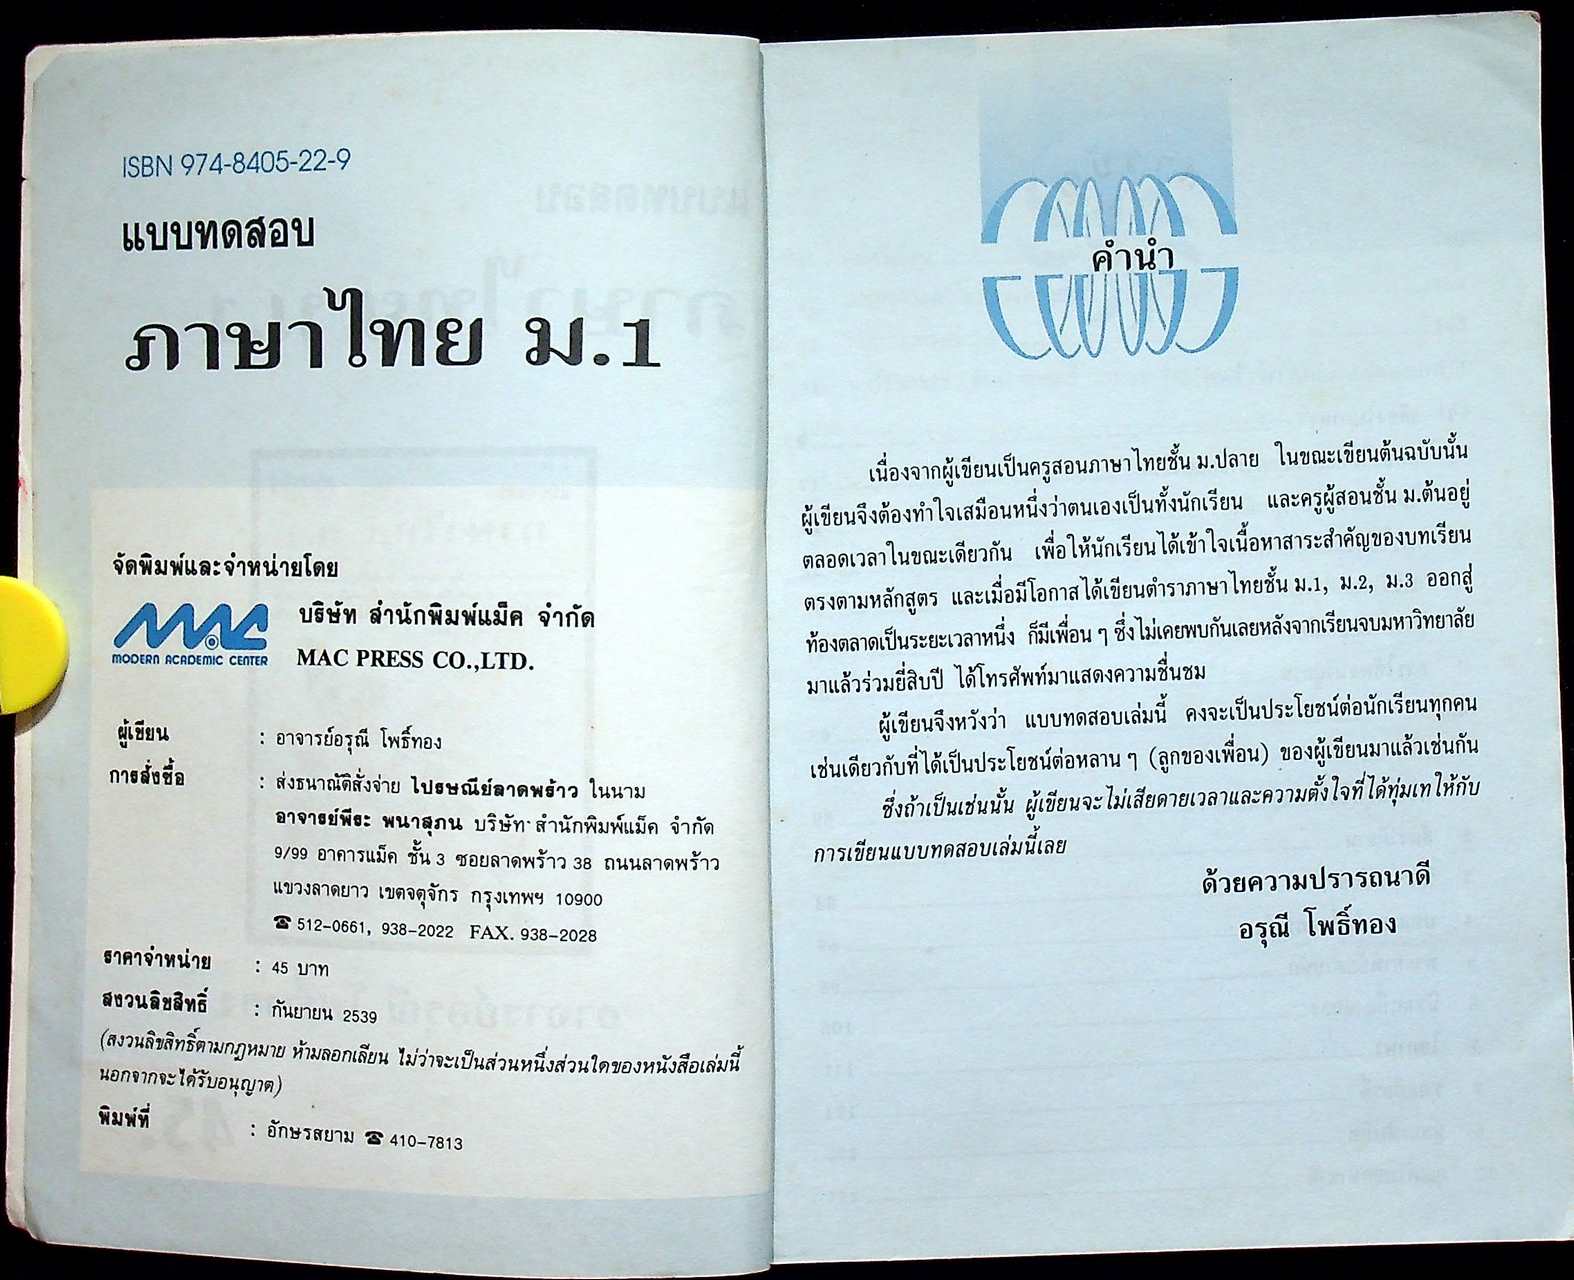 ISBN 974-8405-22-9
แบบทดสอบ
ภาษาไทย ม.1
จัดพิมพ์และจำหน่ายโดย
MAC
MODERN ACADEMIC CENTER
บริษัท สำนักพิมพ์แม็ค จำกัด
MAC PRESS CO.,LTD.
ผู้เขียน : อาจารย์อรุณี โพธิ์ทอง
การสั่งซื้อ : ส่งธนาณัติสั่งจ่าย ไปรษณีย์ลาดพร้าว ในนาม
อาจารย์พีระ พนาสุภน บริษัท สำนักพิมพ์แม็ค จำกัด
9/99 อาคารแม็ค ชั้น 3 ซอยลาดพร้าว 38 ถนนลาดพร้าว
แขวงลาดยาว เขตจตุจักร กรุงเทพฯ 10900
☎ 512-0661, 938-2022 FAX. 938-2028
ราคาจำหน่าย : 45 บาท
สงวนลิขสิทธิ์ : กันยายน 2539
(สงวนลิขสิทธิ์ตามกฎหมาย ห้ามลอกเลียน ไม่ว่าจะเป็นส่วนหนึ่งส่วนใดของหนังสือเล่มนี้
นอกจากจะได้รับอนุญาต)
พิมพ์ที่ : อักษรสยาม ☎ 410-7813
คำนำ
เนื่องจากผู้เขียนเป็นครูสอนภาษาไทยชั้น ม.ปลาย ในขณะเขียนต้นฉบับนั้น
ผู้เขียนจึงต้องทำใจเสมือนหนึ่งว่าตนเองเป็นทั้งนักเรียน และครูผู้สอนชั้น ม.ต้นอยู่
ตลอดเวลาในขณะเดียวกัน เพื่อให้นักเรียนได้เข้าใจเนื้อหาสาระสำคัญของบทเรียน
ตรงตามหลักสูตร และเมื่อมีโอกาสได้เขียนตำราภาษาไทยชั้น ม.1, ม.2, ม.3 ออกสู่
ท้องตลาดเป็นระยะเวลาหนึ่ง ก็มีเพื่อน ๆ ซึ่งไม่เคยพบกันเลยหลังจากเรียนจบมหาวิทยาลัย
มาแล้วร่วมยี่สิบปี ได้โทรศัพท์มาแสดงความชื่นชม
ผู้เขียนจึงหวังว่า แบบทดสอบเล่มนี้ คงจะเป็นประโยชน์ต่อนักเรียนทุกคน
เช่นเดียวกับที่ได้เป็นประโยชน์ต่อหลาน ๆ (ลูกของเพื่อน) ของผู้เขียนมาแล้วเช่นกัน
ซึ่งถ้าเป็นเช่นนั้น ผู้เขียนจะไม่เสียดายเวลาและความตั้งใจที่ได้ทุ่มเทให้กับ
การเขียนแบบทดสอบเล่มนี้เลย
ด้วยความปรารถนาดี
อรุณี โพธิ์ทอง